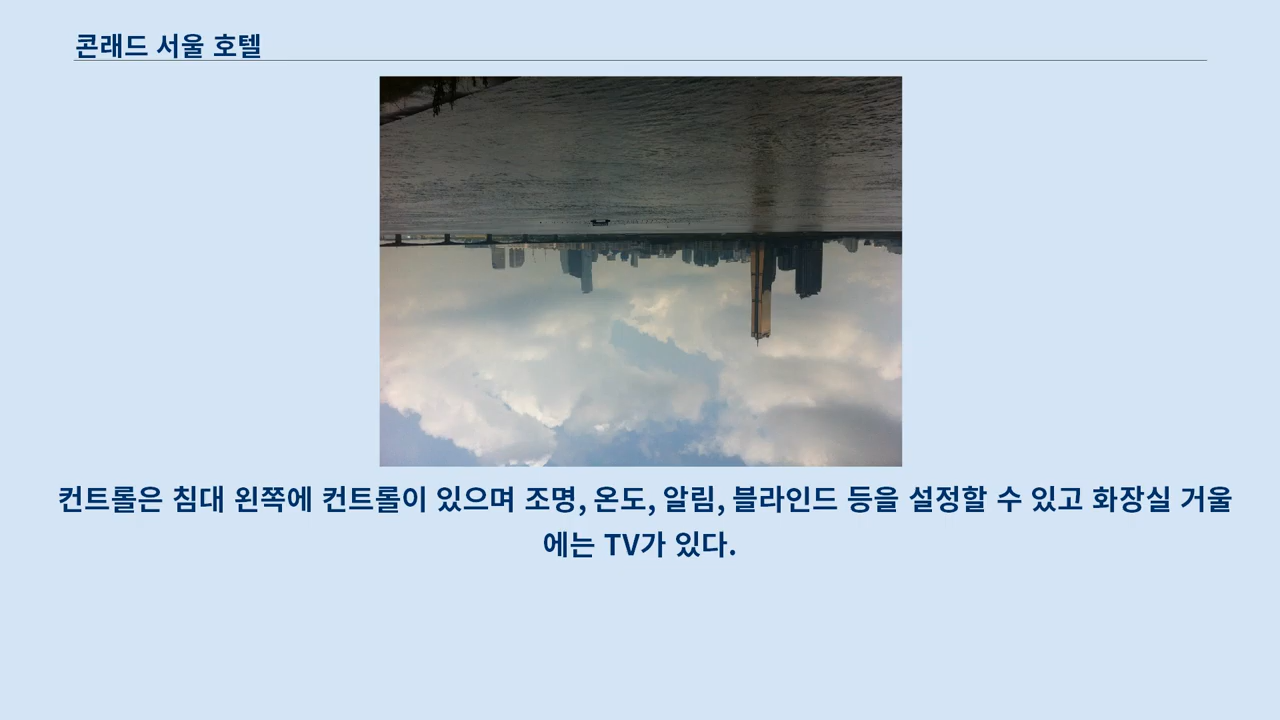 콘래드 서울 호텔
컨트롤은 침대 왼쪽에 컨트롤이 있으며 조명, 온도, 알림, 블라인드 등을 설정할 수 있고 화장실 거울
에는 TV가 있다.